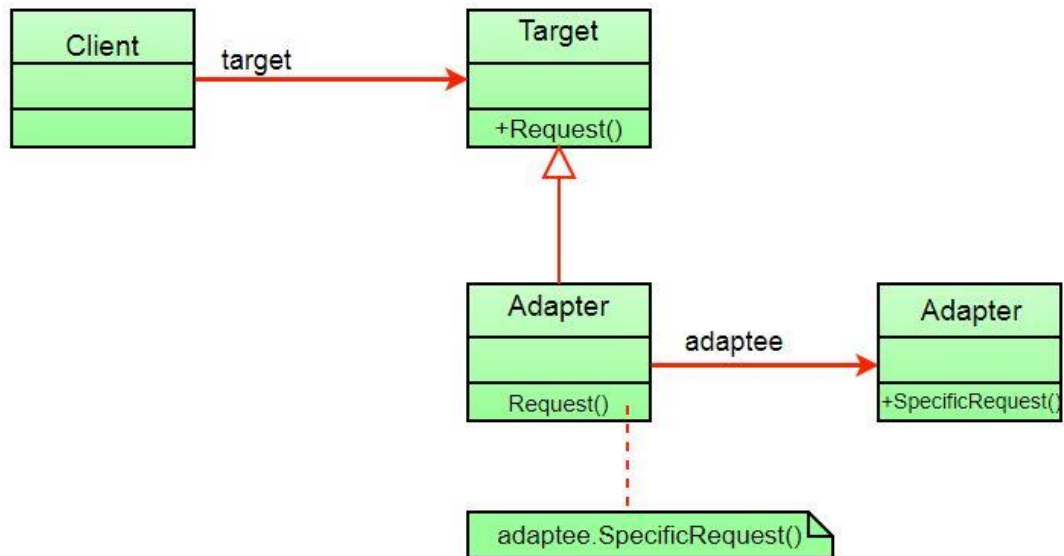 Client
target
Target
+Request()
Adapter
adaptee
Adapter
Request()
+SpecificRequest()
adaptee.SpecificRequest()